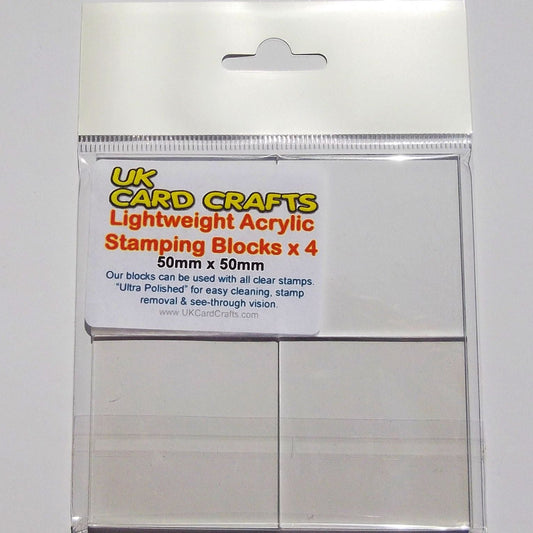 UK
CARD CRAFTS
Lightweight Acrylic
Stamping Blocks x 4
50mm x 50mm
Our blocks can be used with all clear stamps.
"Ultra Polished" for easy cleaning, stamp
removal & see-through vision.
www.UKCardCrafts.com